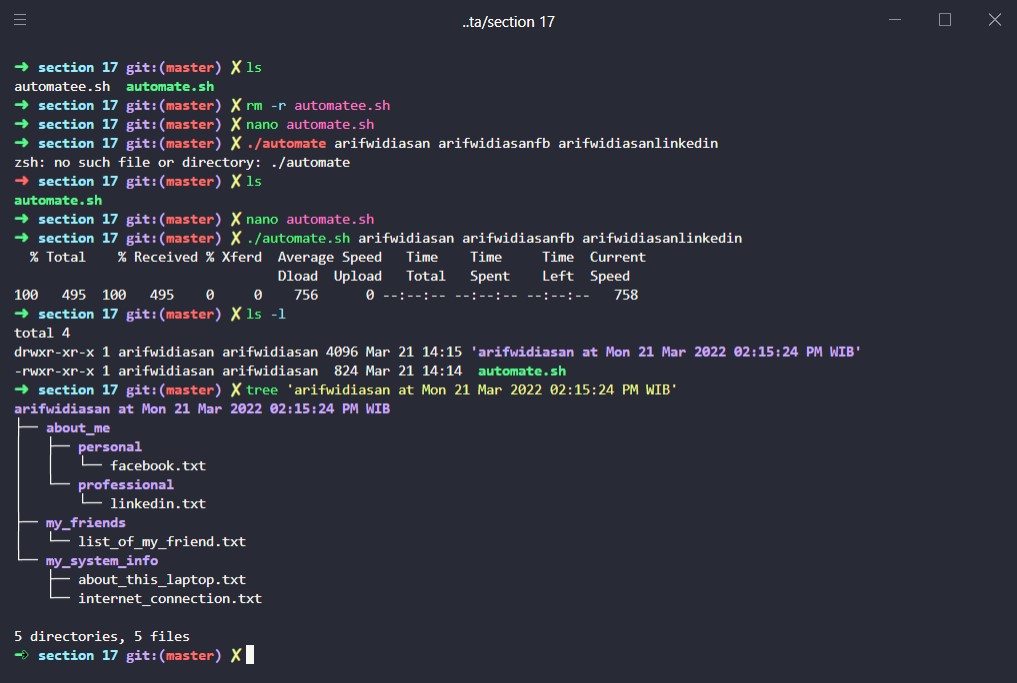 ..ta/section 17
➜ section 17 git:(master) ✗ ls
automatee.sh automate.sh
➜ section 17 git:(master) ✗ rm -r automatee.sh
➜ section 17 git:(master) ✗ nano automate.sh
➜ section 17 git:(master) ✗ ./automate arifwidiasan arifwidiasanfb arifwidiasanlinkedin
zsh: no such file or directory: ./automate
➜ section 17 git:(master) ✗ ls
automate.sh
➜ section 17 git:(master) ✗ nano automate.sh
➜ section 17 git:(master) ✗ ./automate.sh arifwidiasan arifwidiasanfb arifwidiasanlinkedin
% Total % Received % Xferd Average Speed Time Time Time Current
Dload Upload Total Spent Left Speed
100 495 100 495 0 0 756 0 --:--:-- --:--:-- --:--:-- 758
➜ section 17 git:(master) ✗ ls -l
total 4
drwxr-xr-x 1 arifwidiasan arifwidiasan 4096 Mar 21 14:15 'arifwidiasan at Mon 21 Mar 2022 02:15:24 PM WIB'
-rwxr-xr-x 1 arifwidiasan arifwidiasan 824 Mar 21 14:14 automate.sh
➜ section 17 git:(master) ✗ tree 'arifwidiasan at Mon 21 Mar 2022 02:15:24 PM WIB'
arifwidiasan at Mon 21 Mar 2022 02:15:24 PM WIB
├── about_me
│   ├── personal
│   │   └── facebook.txt
│   └── professional
│       └── linkedin.txt
├── my_friends
│   └── list_of_my_friend.txt
└── my_system_info
    ├── about_this_laptop.txt
    └── internet_connection.txt
5 directories, 5 files
➜ section 17 git:(master) ✗